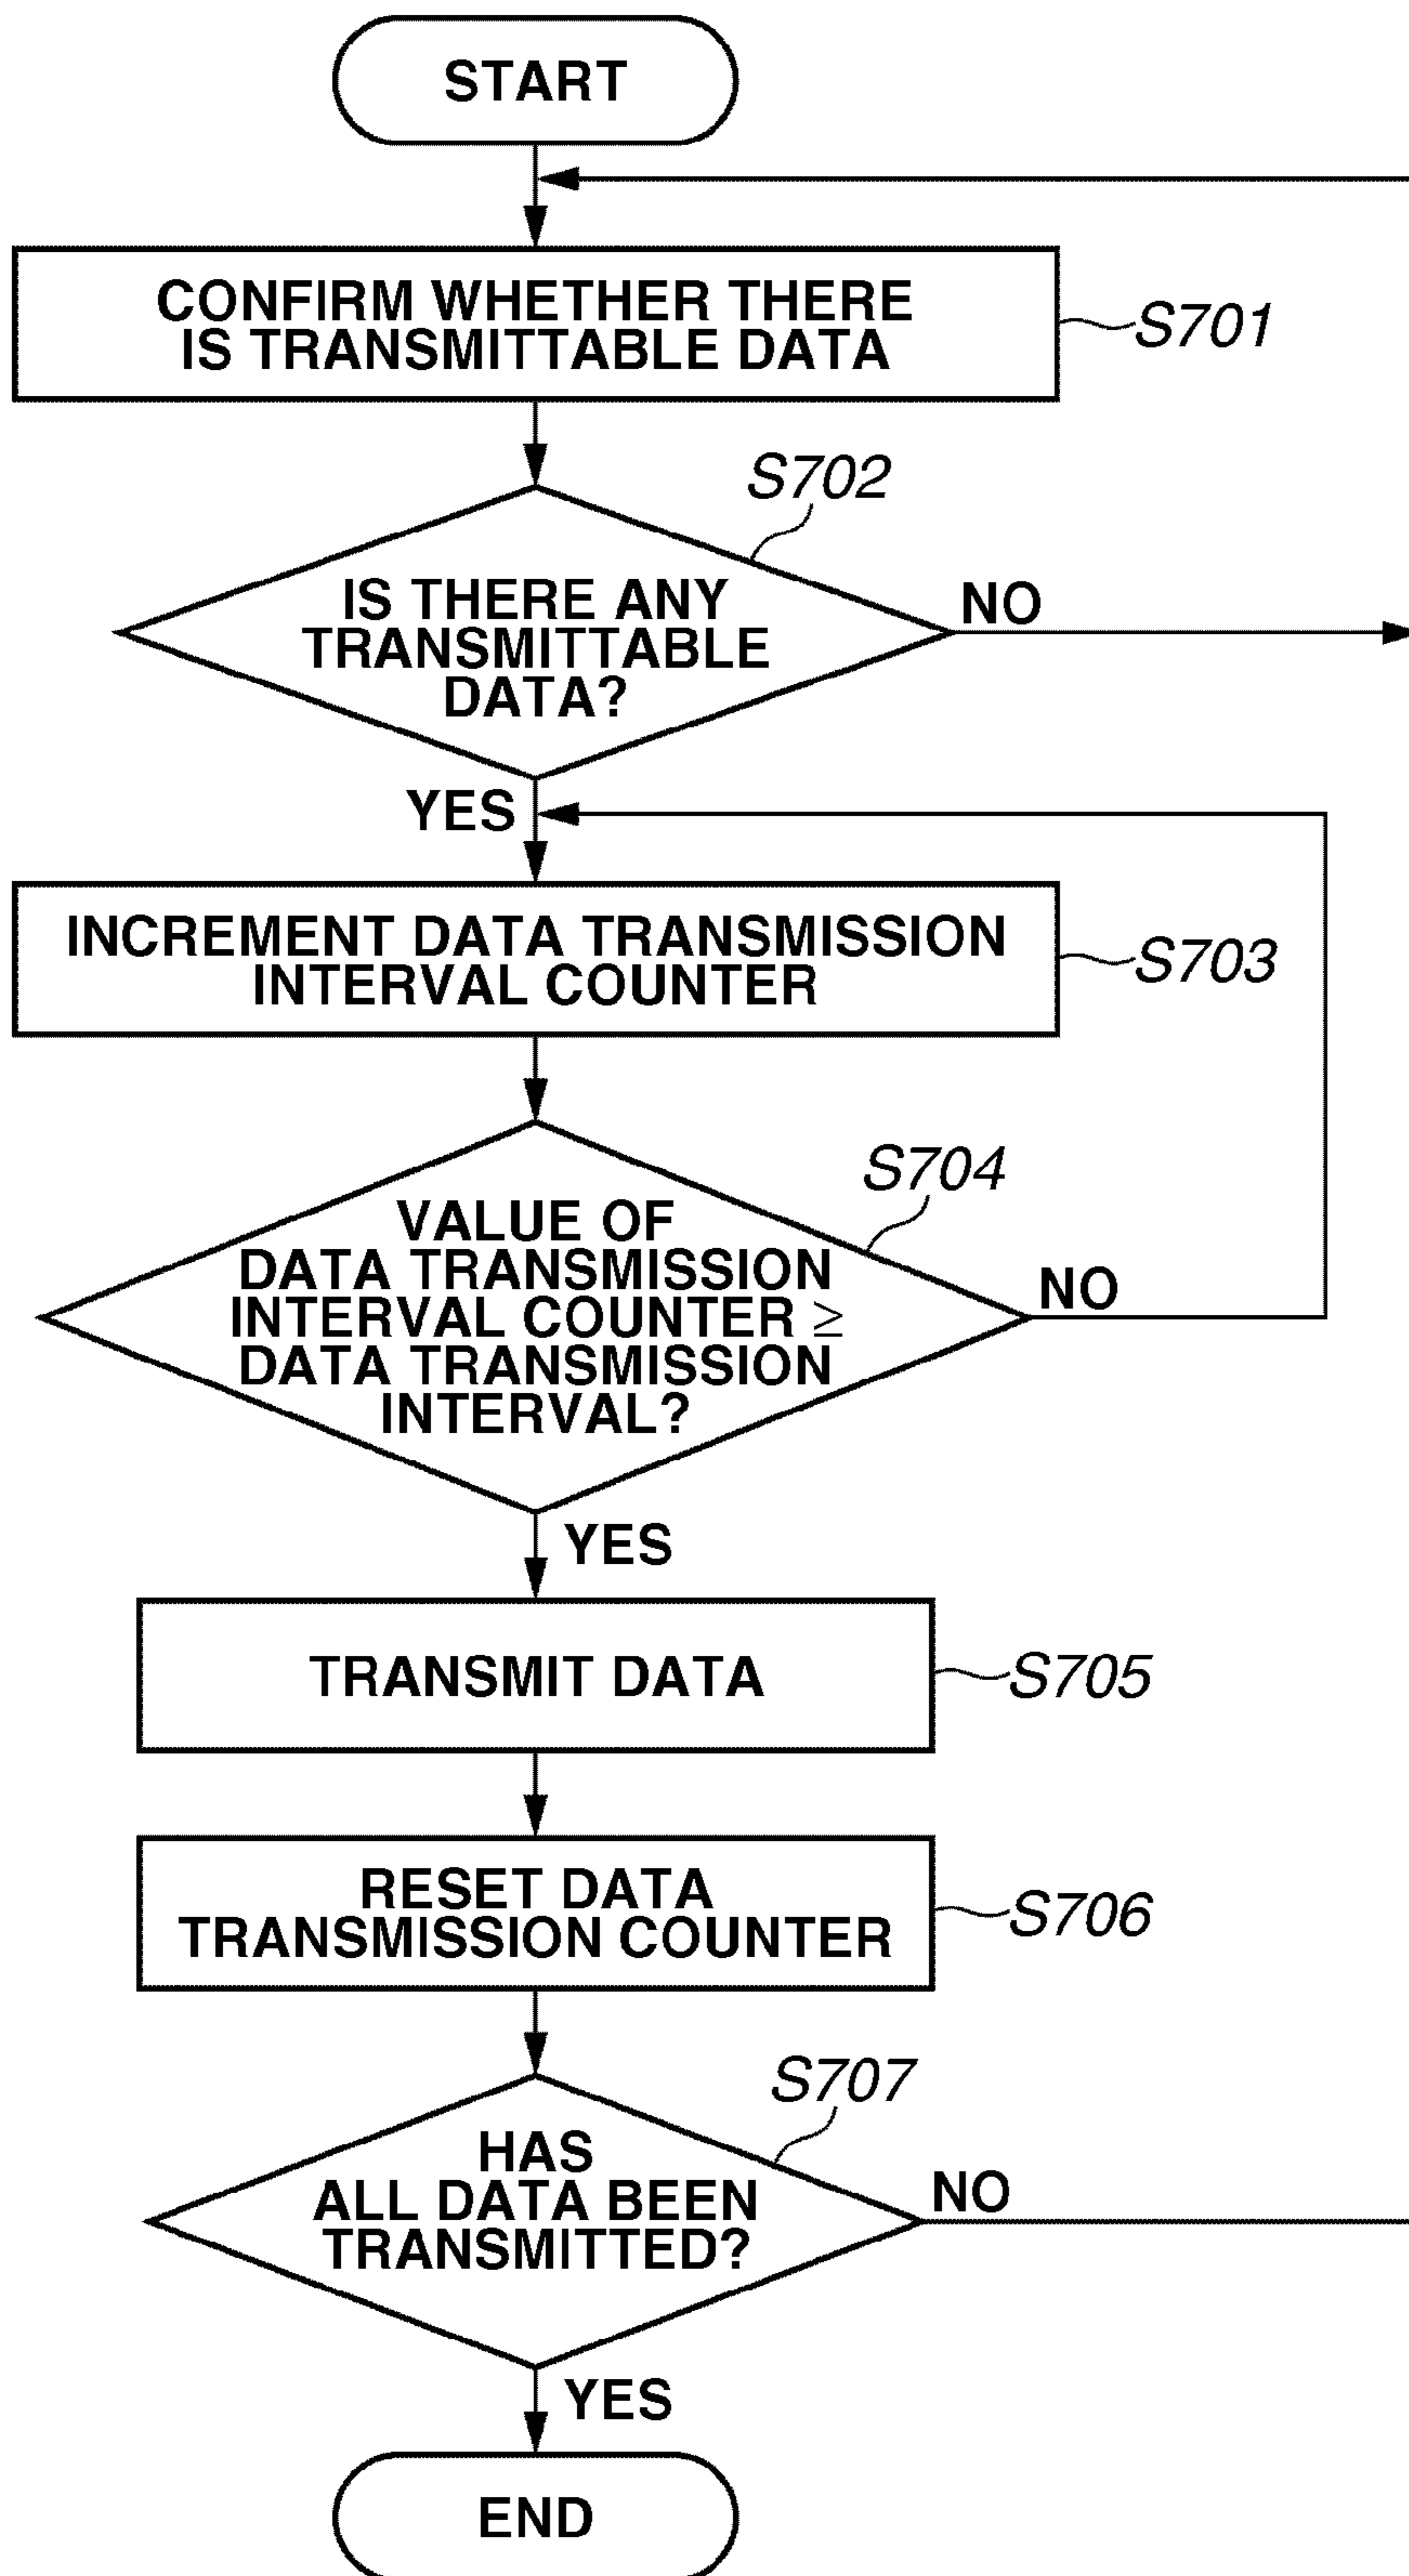 START
CONFIRM WHETHER THERE
IS TRANSMITTABLE DATA
S701
S702
IS THERE ANY
TRANSMITTABLE
DATA?
NO
YES
INCREMENT DATA TRANSMISSION
INTERVAL COUNTER
S703
S704
VALUE OF
DATA TRANSMISSION
INTERVAL COUNTER ≥
DATA TRANSMISSION
INTERVAL?
NO
YES
TRANSMIT DATA
S705
RESET DATA
TRANSMISSION COUNTER
S706
S707
HAS
ALL DATA BEEN
TRANSMITTED?
NO
YES
END